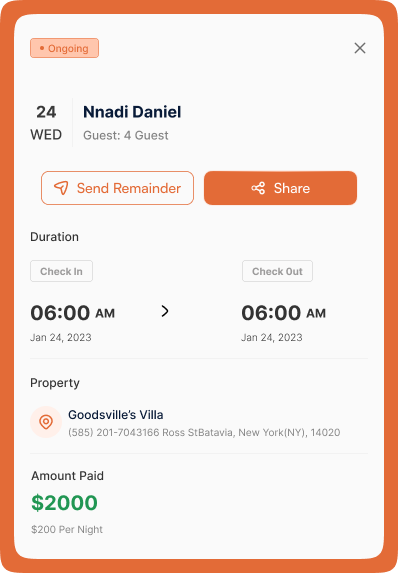 Ongoing
24
WED
Nnadi Daniel
Guest: 4 Guest
Send Remainder
Share
Duration
Check In
Check Out
06:00 AM
06:00 AM
Jan 24, 2023
Jan 24, 2023
Property
Goodsville's Villa
(585) 201-7043166 Ross StBatavia, New York(NY), 14020
Amount Paid
$2000
$200 Per Night